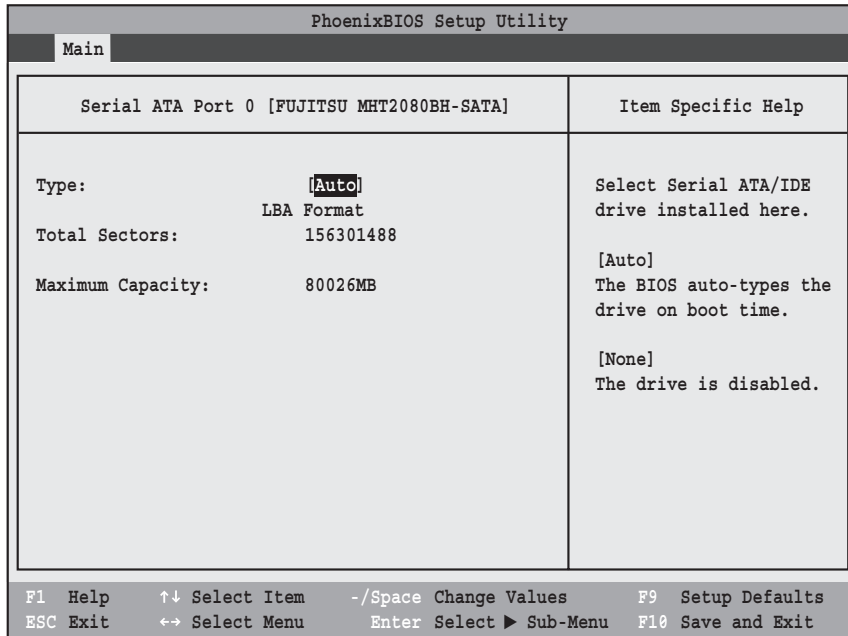 PhoenixBIOS Setup Utility
Main
Serial ATA Port 0 [FUJITSU MHT2080BH-SATA]
Item Specific Help
Type: [Auto]
LBA Format
Total Sectors: 156301488
Maximum Capacity: 80026MB
Select Serial ATA/IDE
drive installed here.
[Auto]
The BIOS auto-types the
drive on boot time.
[None]
The drive is disabled.
F1 Help ↑↓ Select Item -/Space Change Values F9 Setup Defaults
ESC Exit ←→ Select Menu Enter Select ▶ Sub-Menu F10 Save and Exit